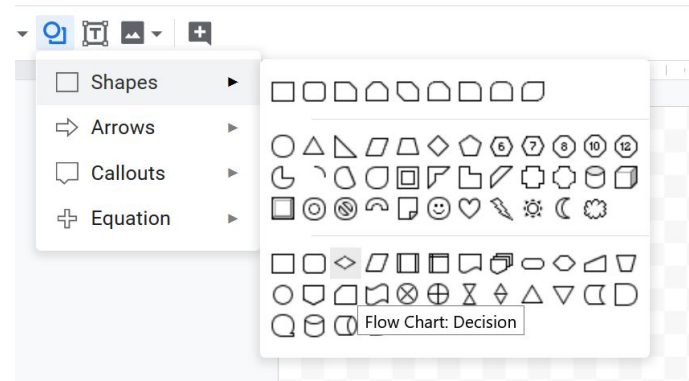 T
Shapes
Arrows
Callouts
Equation
6 7 8 10 12
Flow Chart: Decision